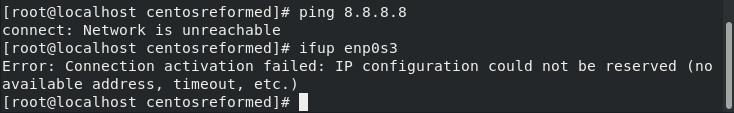 [root@localhost centosreformed]# ping 8.8.8.8
connect: Network is unreachable
[root@localhost centosreformed]# ifup enp0s3
Error: Connection activation failed: IP configuration could not be reserved (no
available address, timeout, etc.)
[root@localhost centosreformed]#